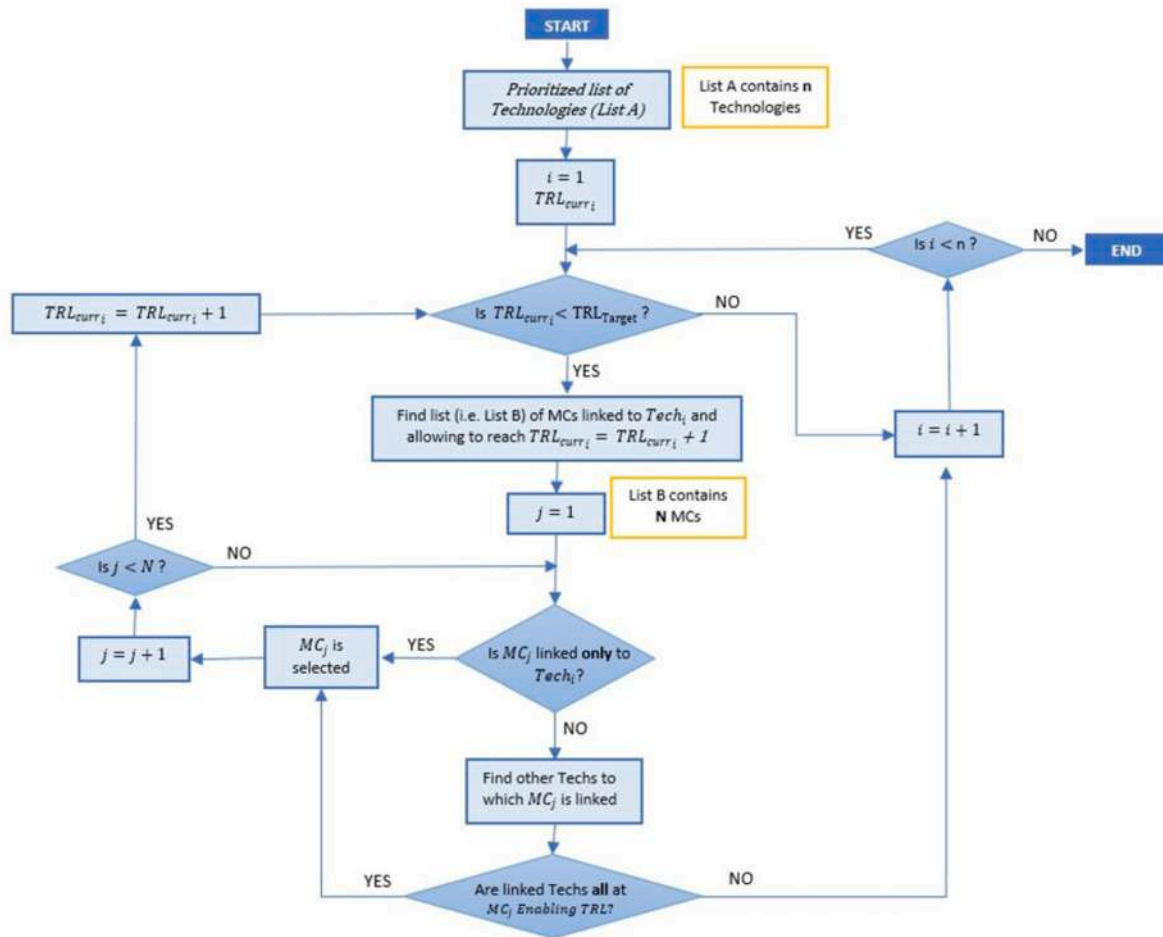 START
Prioritized list of
Technologies (List A)
List A contains n
Technologies
i = 1
TRL_curr_i
YES
Is i < n ?
NO
END
TRL_curr_i = TRL_curr_i + 1
Is TRL_curr_i < TRL_Target ?
NO
YES
Find list (i.e. List B) of MCs linked to Tech_i and
allowing to reach TRL_curr_i = TRL_curr_i + 1
i = i + 1
j = 1
List B contains
N MCs
YES
Is j < N ?
NO
j = j + 1
MC_j is
selected
YES
Is MC_j linked only to
Tech_i?
NO
Find other Techs to
which MC_j is linked
YES
Are linked Techs all at
MC_j Enabling TRL?
NO